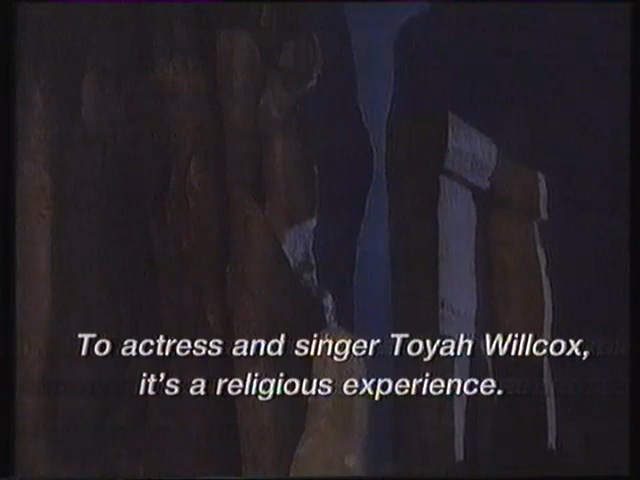 To actress and singer Toyah Willcox,
it's a religious experience.